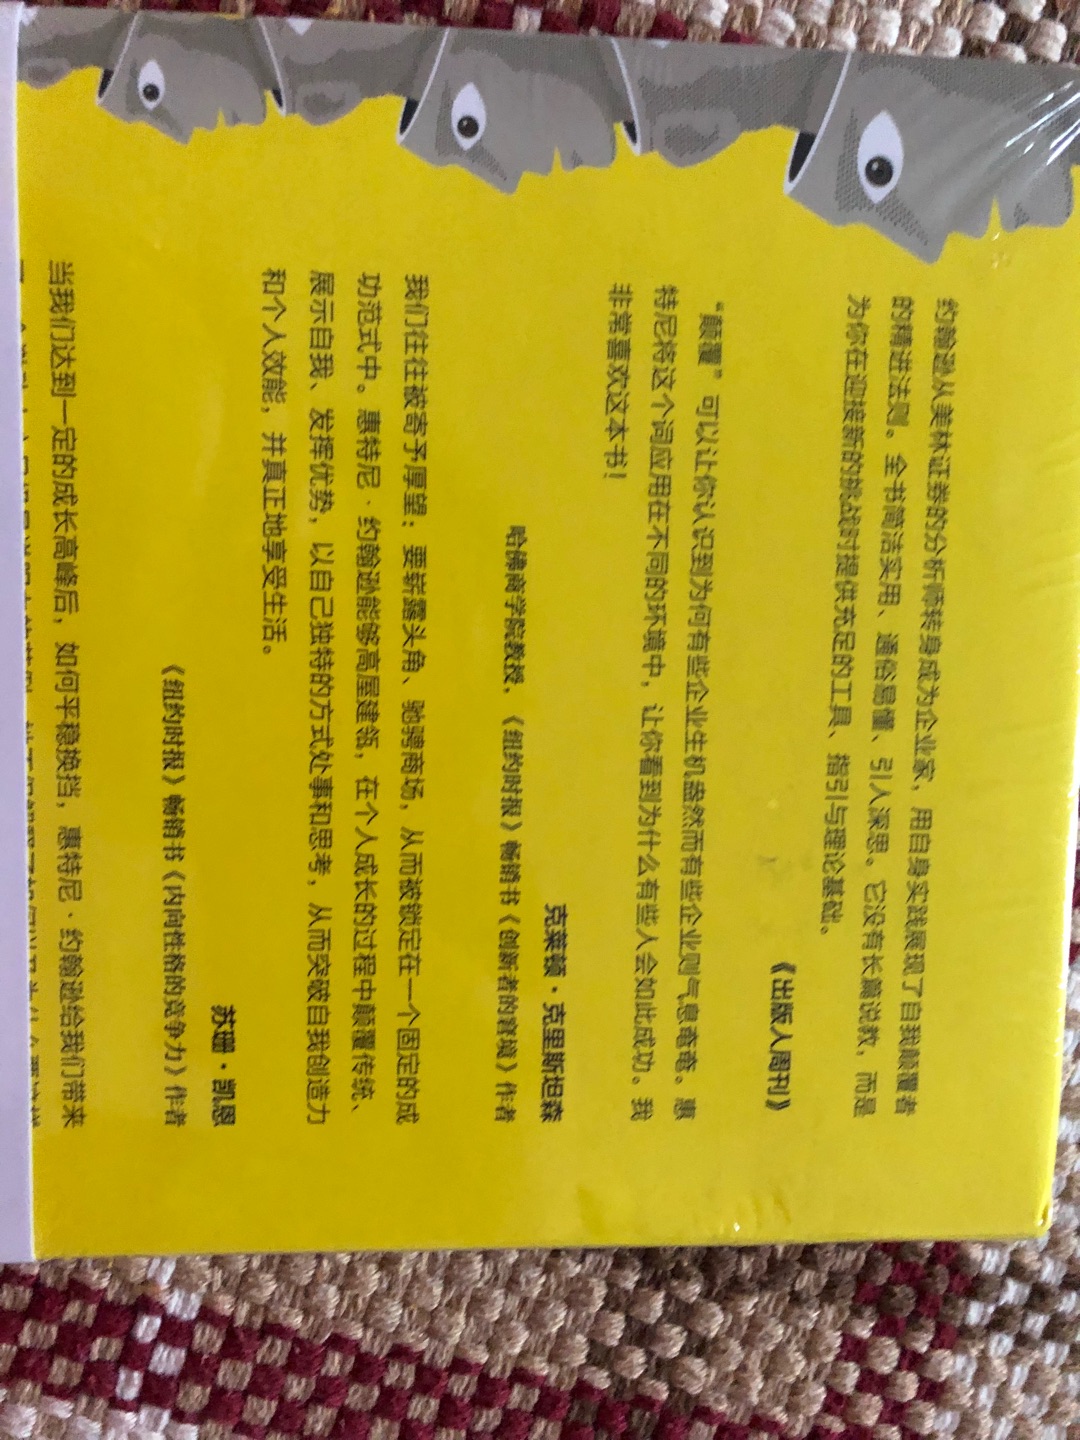 约翰逊从美林证券的分析师转身成为企业家，用自身实践展现了自我颠覆者
的精进法则。全书简洁实用、通俗易懂、引人深思。它没有长篇说教，而是
为你在迎接新的挑战时提供充足的工具、指引与理论基础。
《出版人周刊》
“颠覆”可以让你认识到为何有些企业生机盎然而有些企业则气息奄奄。惠
特尼将这个词应用在不同的环境中，让你看到为什么有些人会如此成功。我
非常喜欢这本书！
克莱顿·克里斯坦森
哈佛商学院教授，《纽约时报》畅销书《创新者的窘境》作者
我们往往被寄予厚望：要崭露头角、驰骋商场，从而被锁定在一个固定的成
功范式中。惠特尼·约翰逊能够高屋建瓴，在个人成长的过程中颠覆传统、
展示自我、发挥优势，以自己独特的方式处事和思考，从而突破自我创造力
和个人效能，并真正地享受生活。
苏珊·凯恩
《纽约时报》畅销书《内向性格的竞争力》作者
当我们达到一定的成长高峰后，如何平稳换挡，惠特尼·约翰逊给我们带来